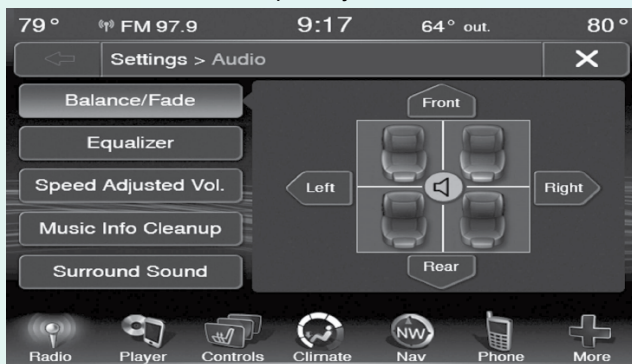 79° FM 97.9 9:17 64° out. 80°
Settings > Audio
Balance/Fade
Equalizer
Speed Adjusted Vol.
Music Info Cleanup
Surround Sound
Front
Left
Right
Rear
NW
Radio Player Controls Climate Nav Phone More